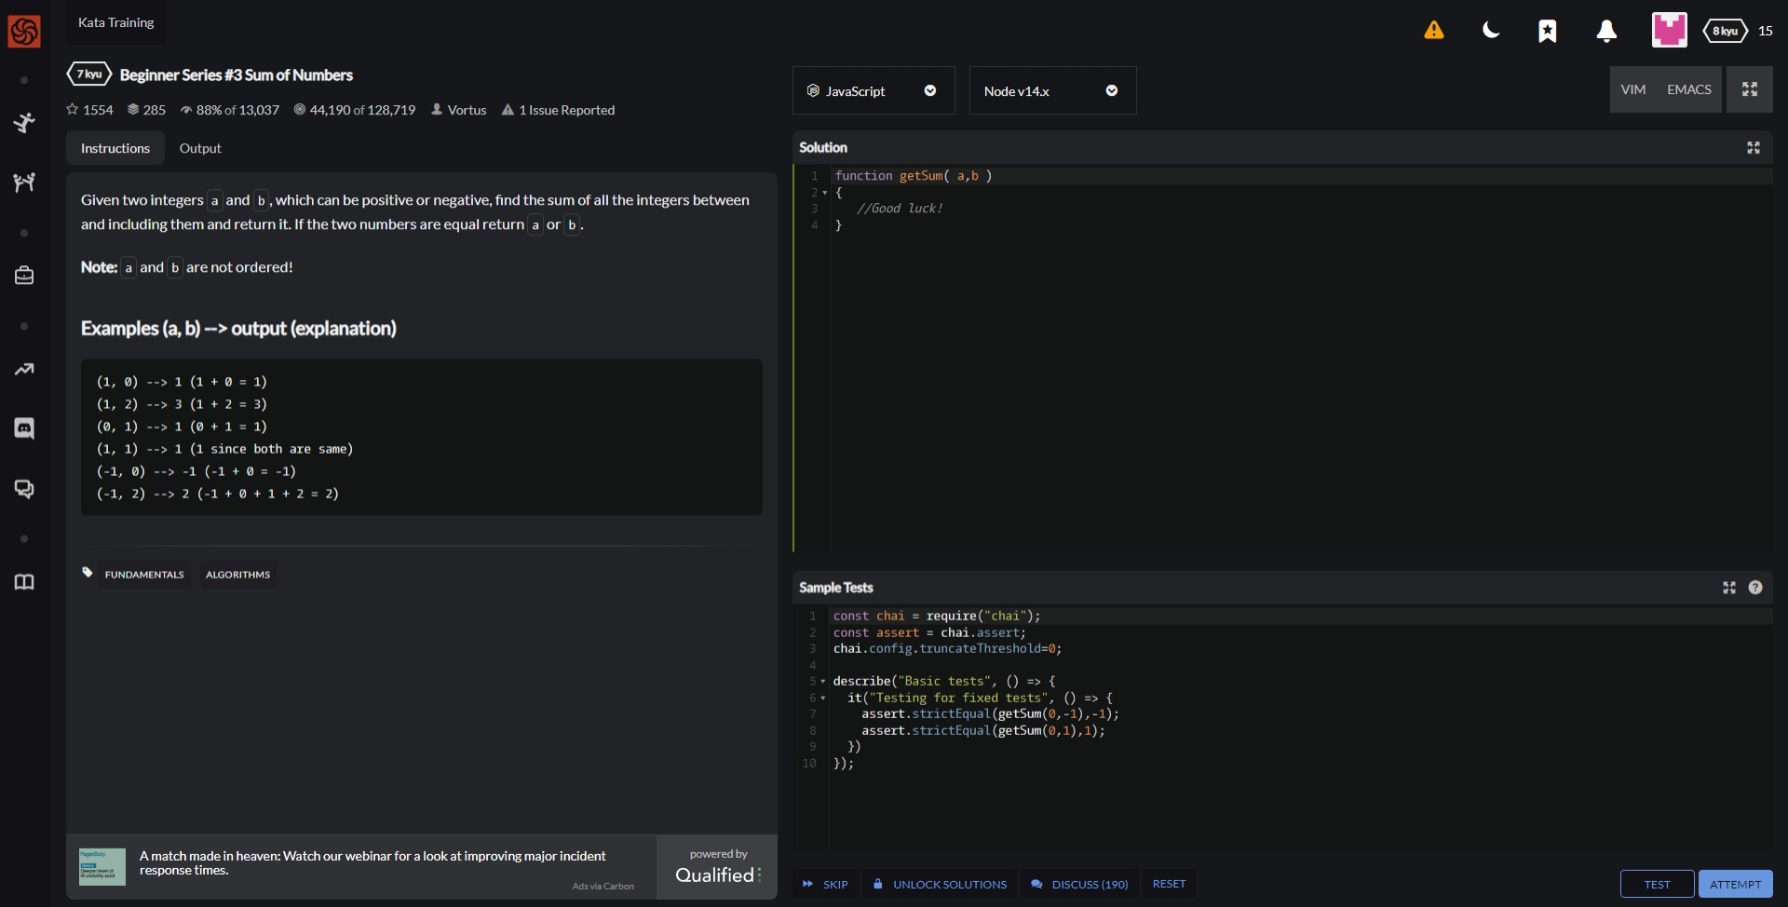 Kata Training
8 kyu 15
7 kyu Beginner Series #3 Sum of Numbers
1554 285 88% of 13,037 44,190 of 128,719 Vortus 1 Issue Reported
Instructions Output
Given two integers a and b, which can be positive or negative, find the sum of all the integers between
and including them and return it. If the two numbers are equal return a or b.
Note: a and b are not ordered!
Examples (a, b) --> output (explanation)
(1, 0) --> 1 (1 + 0 = 1)
(1, 2) --> 3 (1 + 2 = 3)
(0, 1) --> 1 (0 + 1 = 1)
(1, 1) --> 1 (1 since both are same)
(-1, 0) --> -1 (-1 + 0 = -1)
(-1, 2) --> 2 (-1 + 0 + 1 + 2 = 2)
FUNDAMENTALS ALGORITHMS
PagerDuty
A match made in heaven: Watch our webinar for a look at improving major incident
response times.
Ads via Carbon
powered by
Qualified
JavaScript Node v14.x VIM EMACS
Solution
1 function getSum( a,b )
2 {
3 //Good luck!
4 }
Sample Tests
1 const chai = require("chai");
2 const assert = chai.assert;
3 chai.config.truncateThreshold=0;
4
5 describe("Basic tests", () => {
6 it("Testing for fixed tests", () => {
7 assert.strictEqual(getSum(0,-1),-1);
8 assert.strictEqual(getSum(0,1),1);
9 })
10 });
SKIP UNLOCK SOLUTIONS DISCUSS (190) RESET TEST ATTEMPT